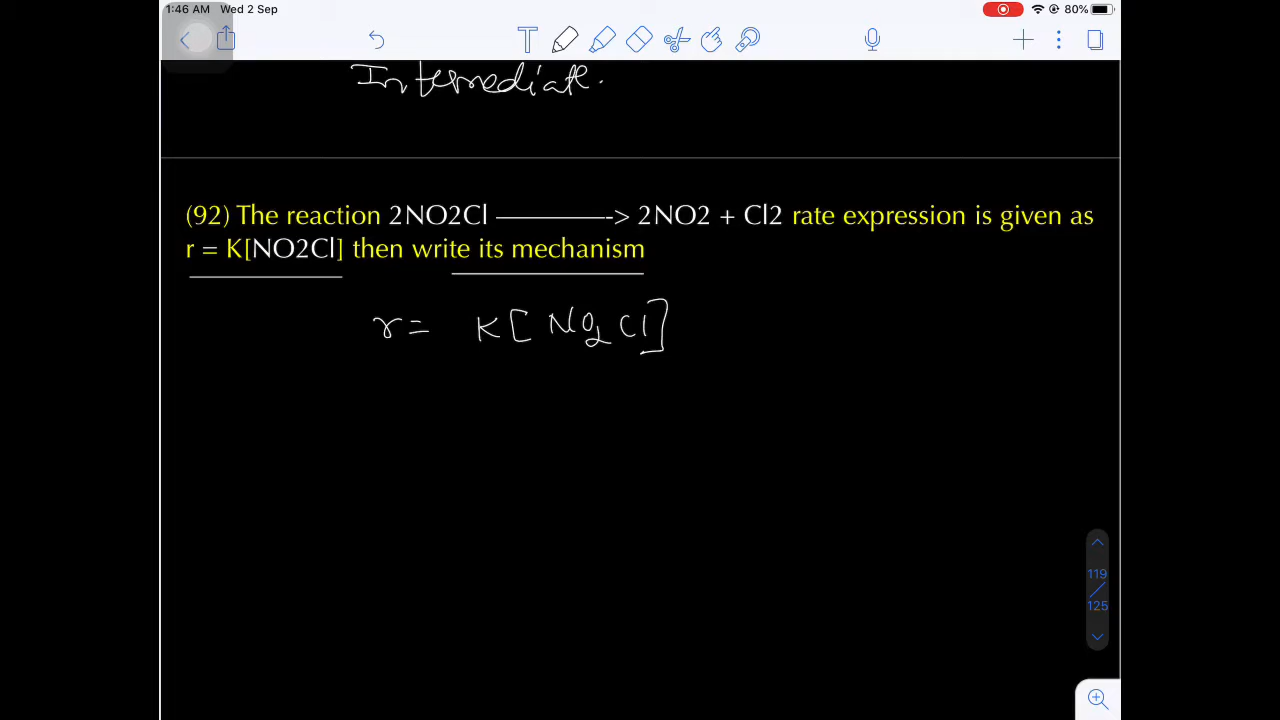 1:46 AM Wed 2 Sep
80%
Intermediate.
(92) The reaction 2NO2Cl ————-> 2NO2 + Cl2 rate expression is given as
r = K[NO2Cl] then write its mechanism
r = K[NO2Cl]
119
/
125